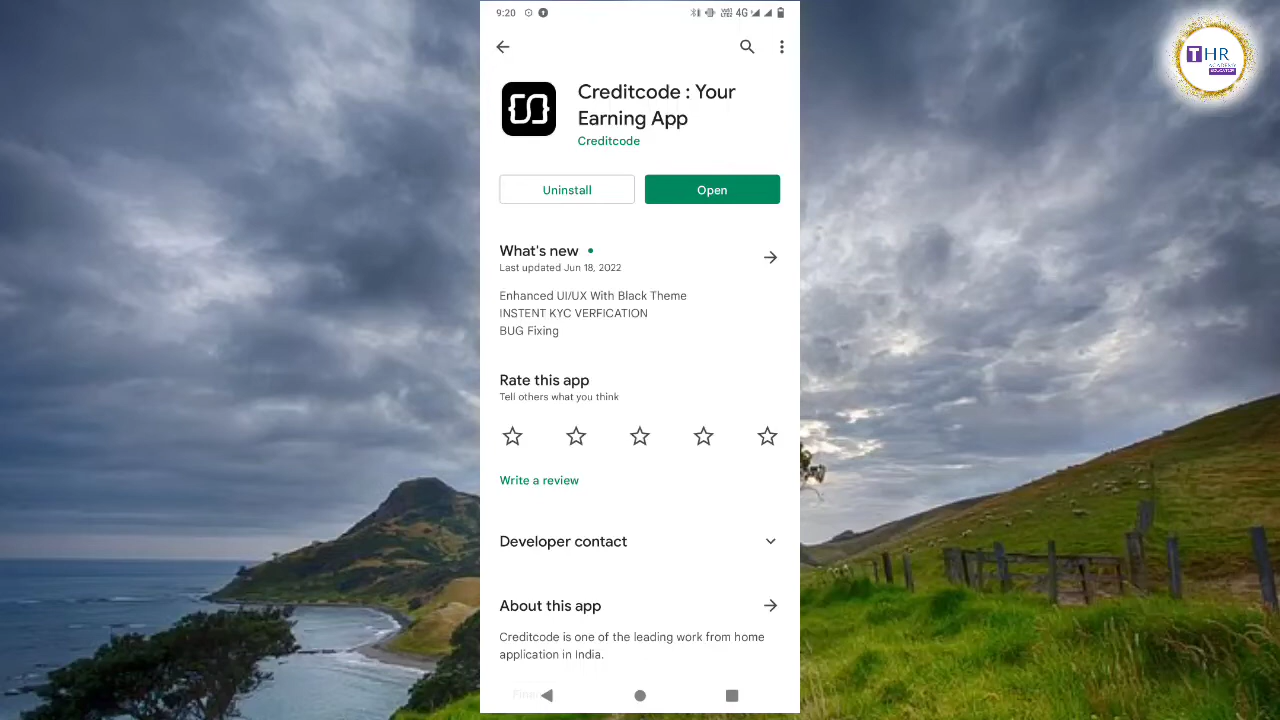 9:20
4G
THR
ACADEMY
EDUCATION
Creditcode : Your
Earning App
Creditcode
Uninstall
Open
What's new
Last updated Jun 18, 2022
Enhanced UI/UX With Black Theme
INSTENT KYC VERFICATION
BUG Fixing
Rate this app
Tell others what you think
Write a review
Developer contact
About this app
Creditcode is one of the leading work from home
application in India.